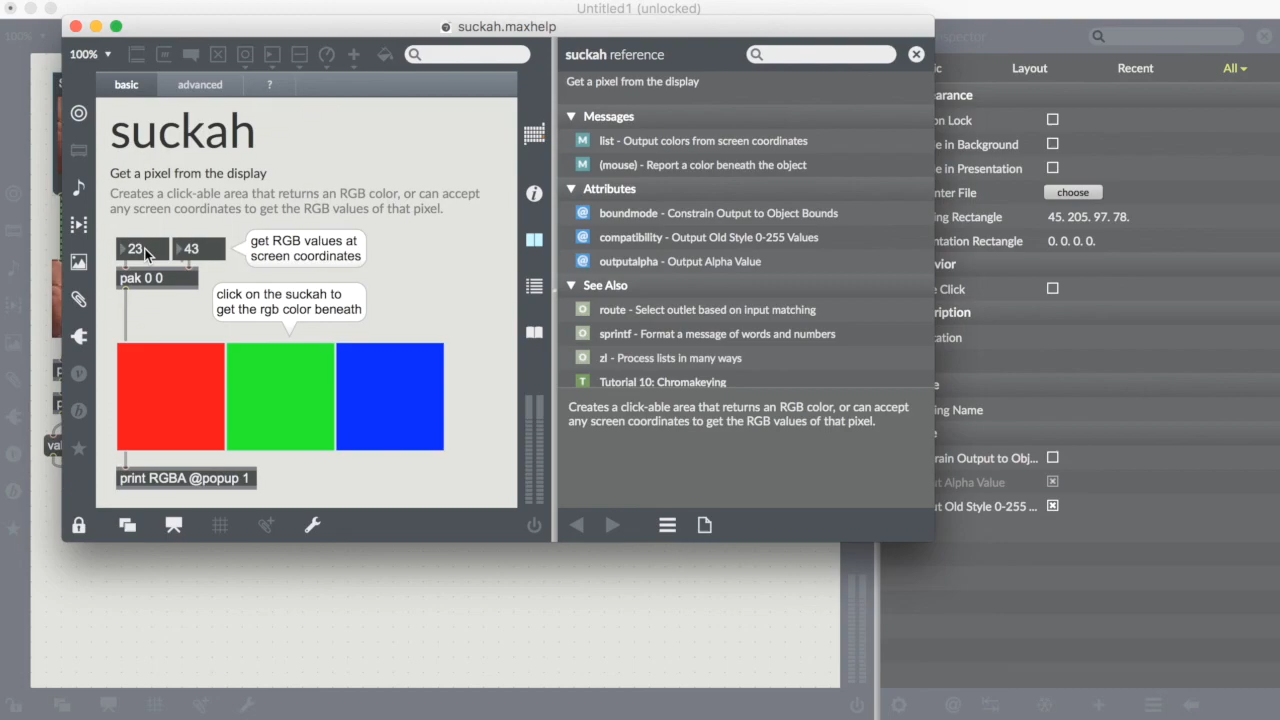 Untitled1 (unlocked)
suckah.maxhelp
100%
basic
advanced
?
suckah
Get a pixel from the display
Creates a click-able area that returns an RGB color, or can accept
any screen coordinates to get the RGB values of that pixel.
23
43
get RGB values at
screen coordinates
pak 0 0
click on the suckah to
get the rgb color beneath
print RGBA @popup 1
suckah reference
Get a pixel from the display
Messages
M list - Output colors from screen coordinates
M (mouse) - Report a color beneath the object
Attributes
@ boundmode - Constrain Output to Object Bounds
@ compatibility - Output Old Style 0-255 Values
@ outputalpha - Output Alpha Value
See Also
O route - Select outlet based on input matching
O sprintf - Format a message of words and numbers
O zl - Process lists in many ways
T Tutorial 10: Chromakeying
Creates a click-able area that returns an RGB color, or can accept
any screen coordinates to get the RGB values of that pixel.
spector
ic
Layout
Recent
All
arance
on Lock
e in Background
e in Presentation
nter File
choose
ing Rectangle
45. 205. 97. 78.
ntation Rectangle
0. 0. 0. 0.
vior
e Click
ription
tation
e
ing Name
e
rain Output to Obj...
ut Alpha Value
ut Old Style 0-255 ...
100%
p
p
val